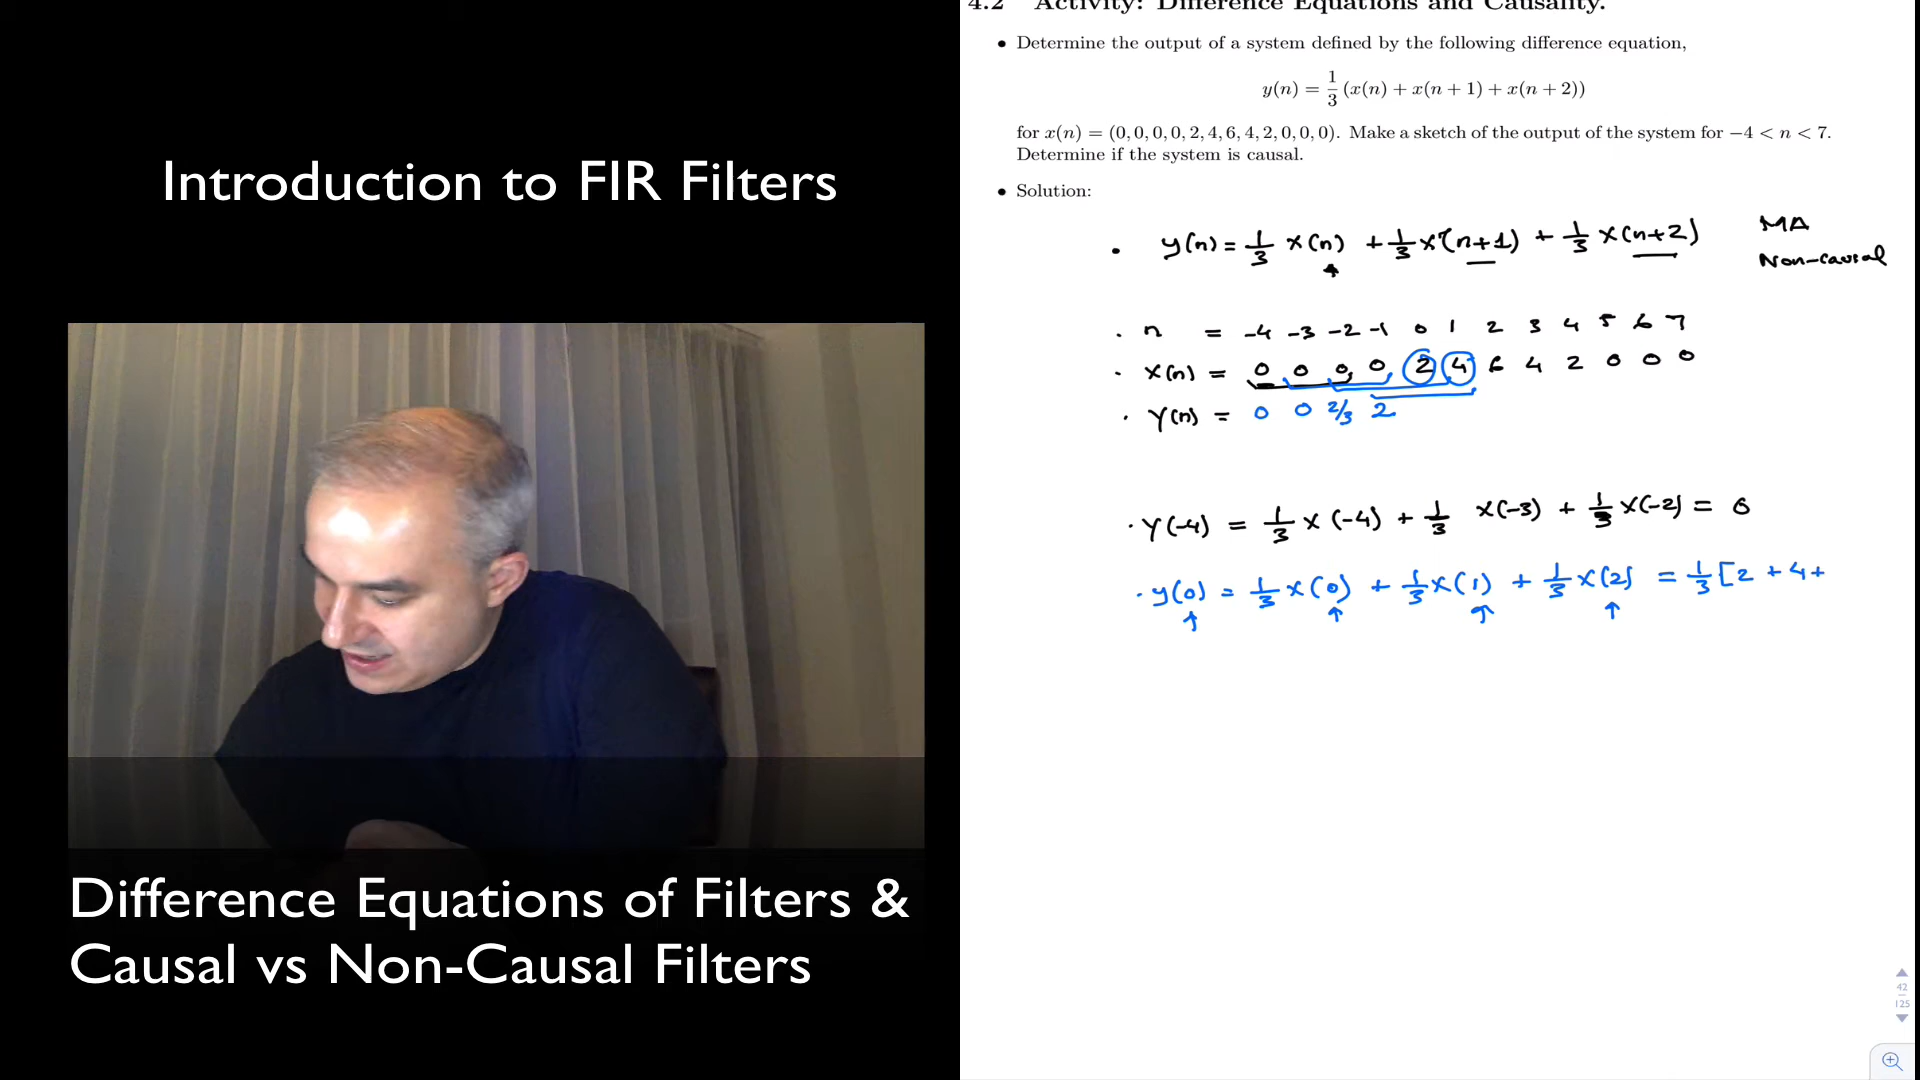 Introduction to FIR Filters
Difference Equations of Filters &
Causal vs Non-Causal Filters
4.2 Activity: Difference Equations and Causality.
• Determine the output of a system defined by the following difference equation,
y(n) = 1/3 (x(n) + x(n + 1) + x(n + 2))
for x(n) = (0, 0, 0, 0, 2, 4, 6, 4, 2, 0, 0, 0). Make a sketch of the output of the system for −4 < n < 7.
Determine if the system is causal.
• Solution:
• y(n) = 1/3 x(n) + 1/3 x(n+1) + 1/3 x(n+2) MA
Non-causal
• n = -4 -3 -2 -1 0 1 2 3 4 5 6 7
• x(n) = 0 0 0 0 2 4 6 4 2 0 0 0
• Y(n) = 0 0 2/3 2
• Y(-4) = 1/3 x(-4) + 1/3 x(-3) + 1/3 x(-2) = 0
• y(0) = 1/3 x(0) + 1/3 x(1) + 1/3 x(2) = 1/3 [2 + 4 +
42
125